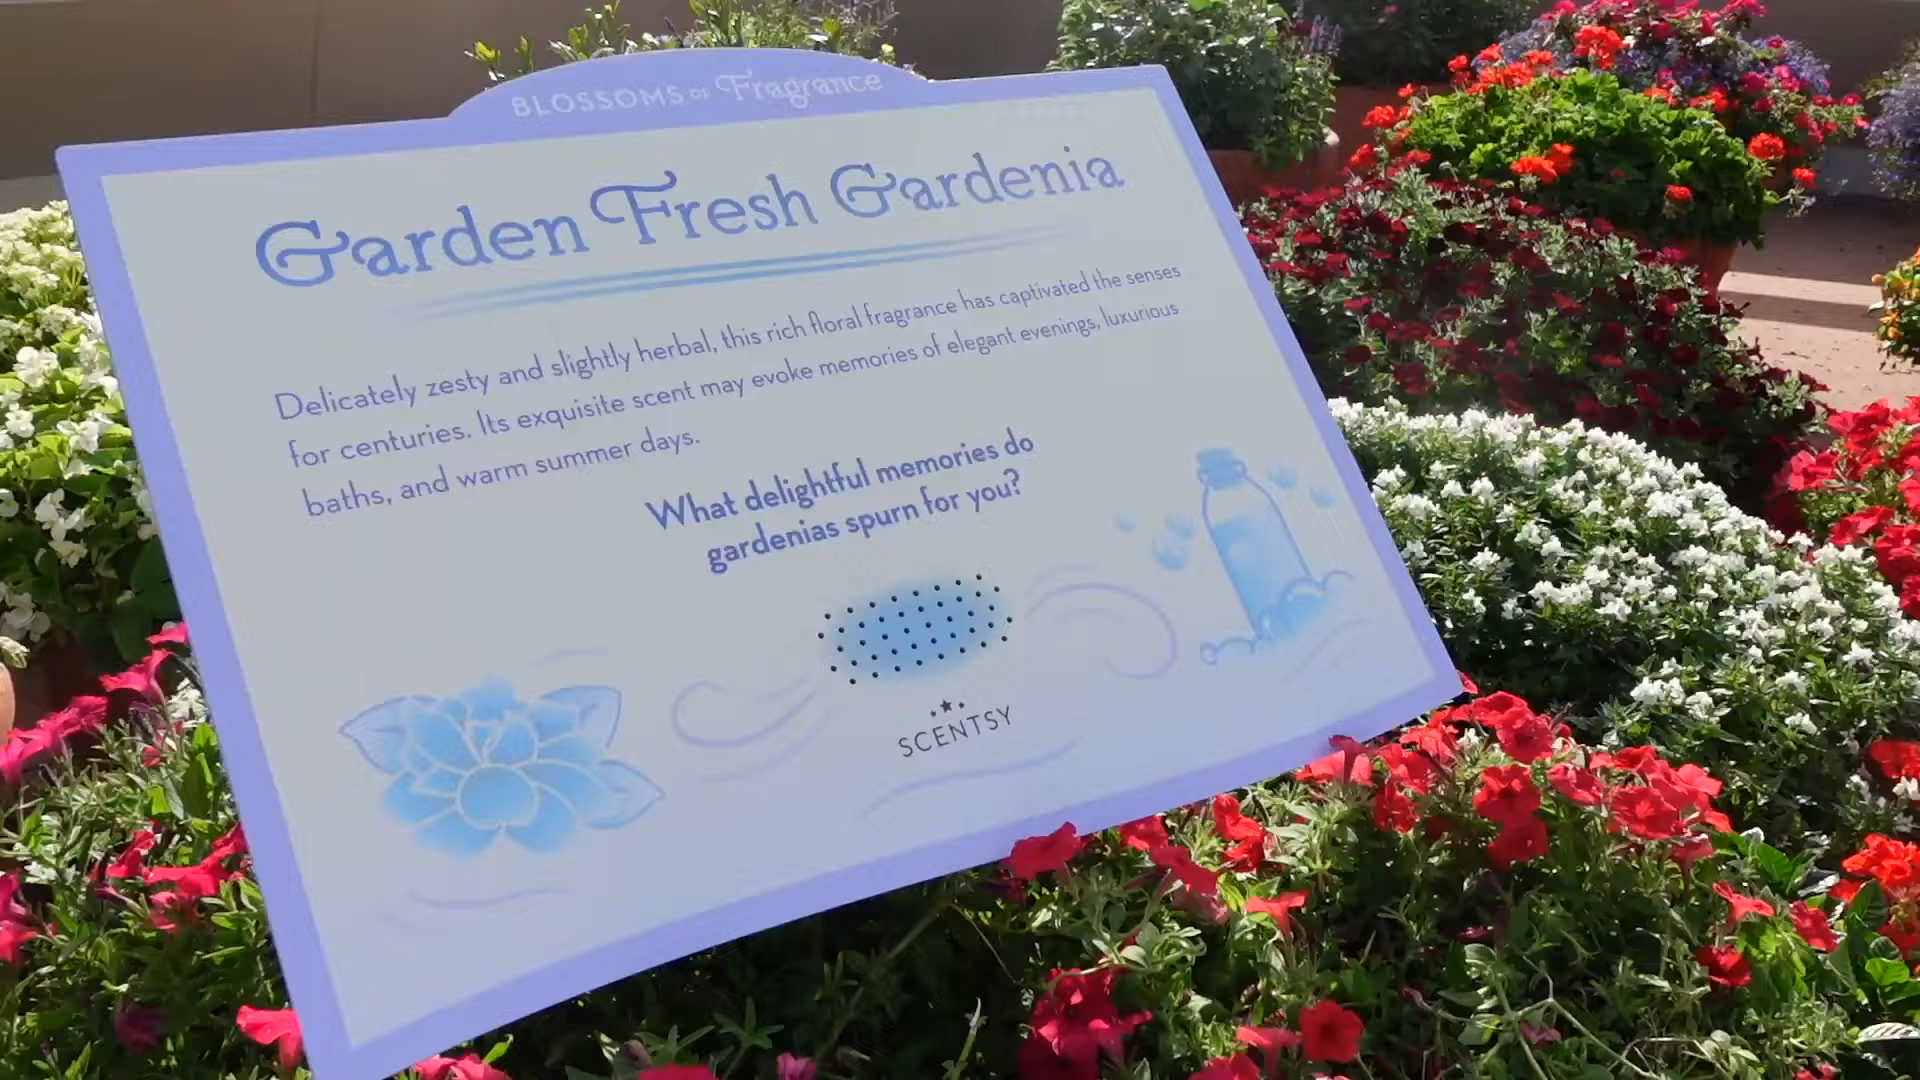 BLOSSOMS OF Fragrance
Garden Fresh Gardenia
Delicately zesty and slightly herbal, this rich floral fragrance has captivated the senses
for centuries. Its exquisite scent may evoke memories of elegant evenings, luxurious
baths, and warm summer days.
What delightful memories do
gardenias spurn for you?
SCENTSY